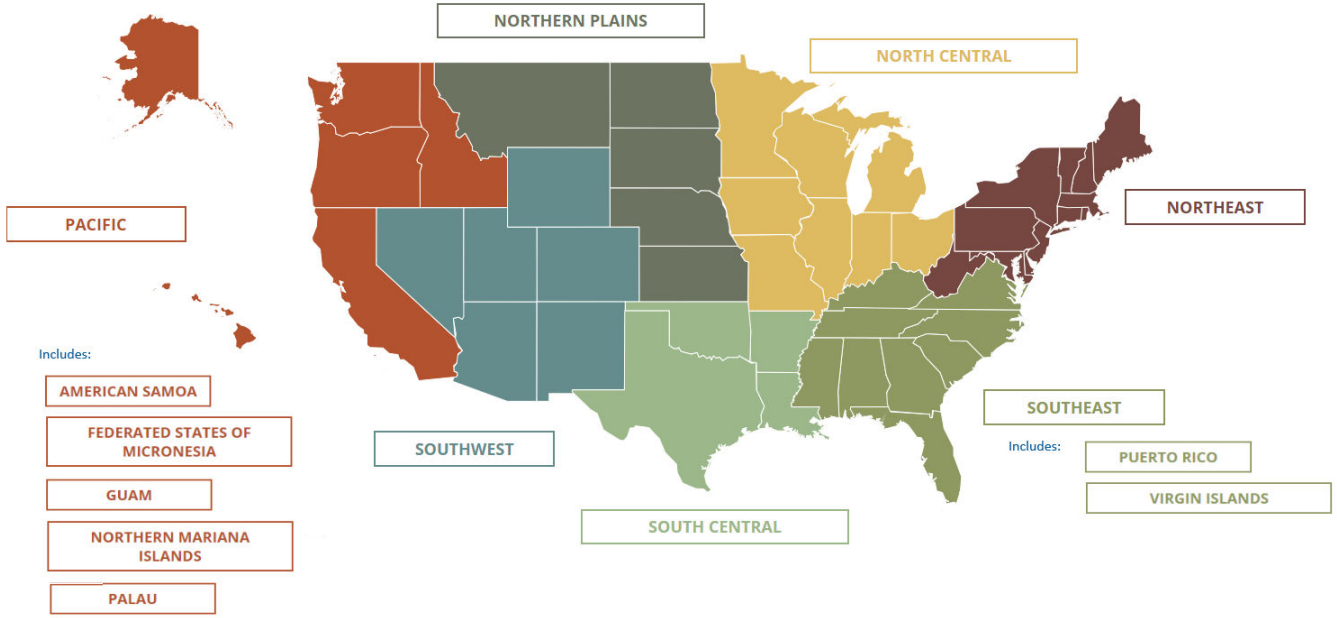 NORTHERN PLAINS
NORTH CENTRAL
NORTHEAST
PACIFIC
Includes:
AMERICAN SAMOA
FEDERATED STATES OF
MICRONESIA
GUAM
NORTHERN MARIANA
ISLANDS
PALAU
SOUTHWEST
SOUTH CENTRAL
SOUTHEAST
Includes:
PUERTO RICO
VIRGIN ISLANDS